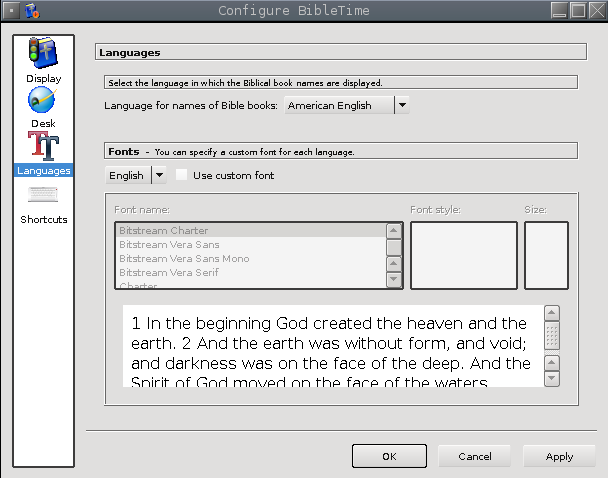 Configure BibleTime
Display
Desk
Languages
Shortcuts
Languages
Select the language in which the Biblical book names are displayed.
Language for names of Bible books: American English
Fonts - You can specify a custom font for each language.
English Use custom font
Font name: Font style: Size:
Bitstream Charter
Bitstream Vera Sans
Bitstream Vera Sans Mono
Bitstream Vera Serif
Charter
1 In the beginning God created the heaven and the
earth. 2 And the earth was without form, and void;
and darkness was on the face of the deep. And the
Spirit of God moved on the face of the waters
OK Cancel Apply